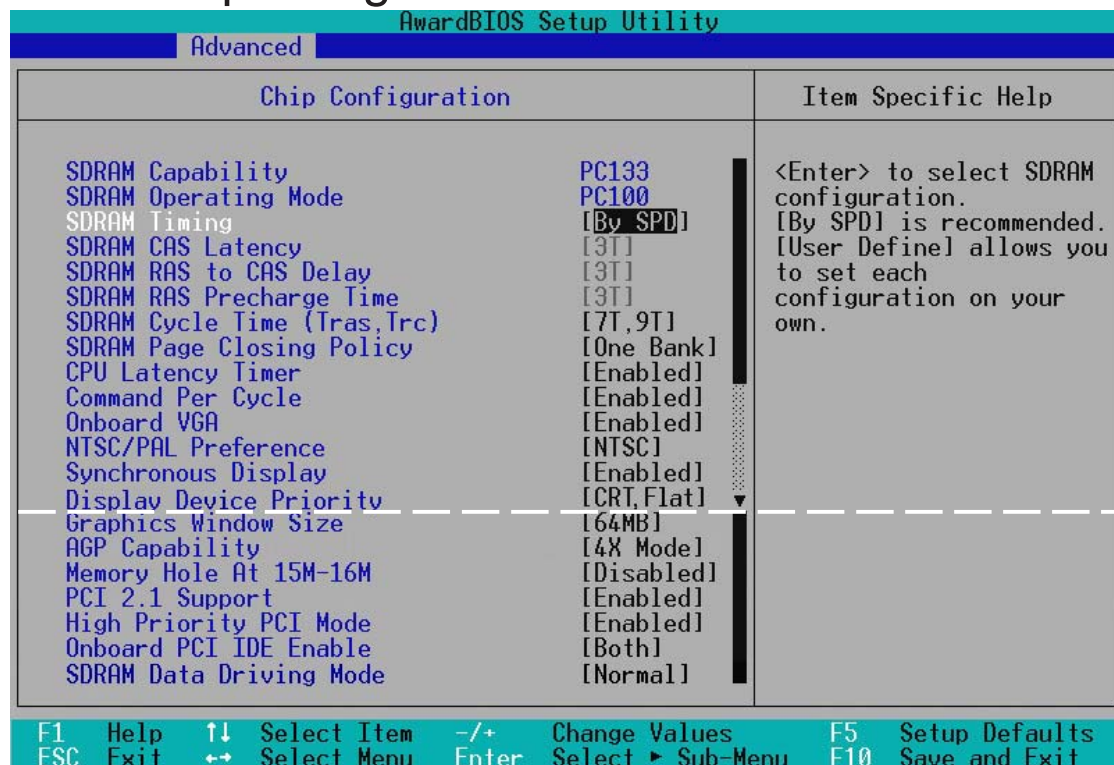 AwardBIOS Setup Utility
Advanced
Chip Configuration
Item Specific Help
SDRAM Capability PC133
SDRAM Operating Mode PC100
SDRAM Timing [By SPD]
SDRAM CAS Latency [3T]
SDRAM RAS to CAS Delay [3T]
SDRAM RAS Precharge Time [3T]
SDRAM Cycle Time (Tras,Trc) [7T,9T]
SDRAM Page Closing Policy [One Bank]
CPU Latency Timer [Enabled]
Command Per Cycle [Enabled]
Onboard VGA [Enabled]
NTSC/PAL Preference [NTSC]
Synchronous Display [Enabled]
Display Device Priority [CRT,Flat]
Graphics Window Size [64MB]
AGP Capability [4X Mode]
Memory Hole At 15M-16M [Disabled]
PCI 2.1 Support [Enabled]
High Priority PCI Mode [Enabled]
Onboard PCI IDE Enable [Both]
SDRAM Data Driving Mode [Normal]
<Enter> to select SDRAM
configuration.
[By SPD] is recommended.
[User Define] allows you
to set each
configuration on your
own.
F1 Help ↑↓ Select Item -/+ Change Values F5 Setup Defaults
ESC Exit ←→ Select Menu Enter Select ► Sub-Menu F10 Save and Exit